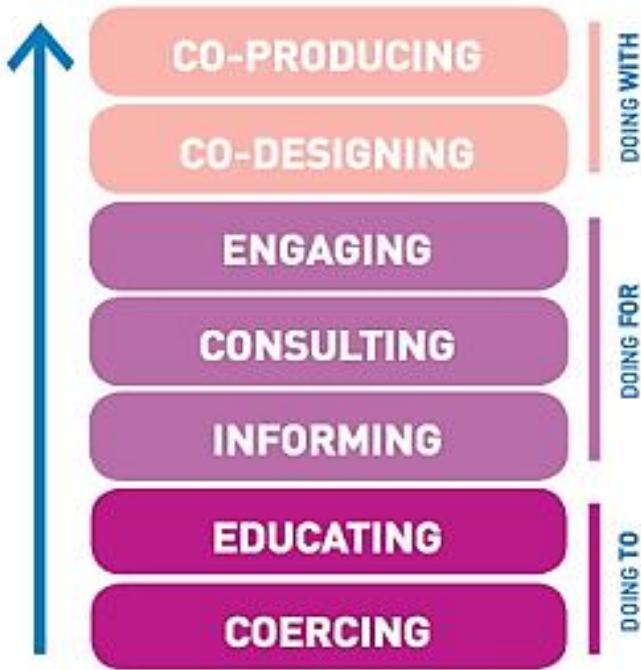 CO-PRODUCING
CO-DESIGNING
DOING WITH
ENGAGING
CONSULTING
INFORMING
DOING FOR
EDUCATING
COERCING
DOING TO